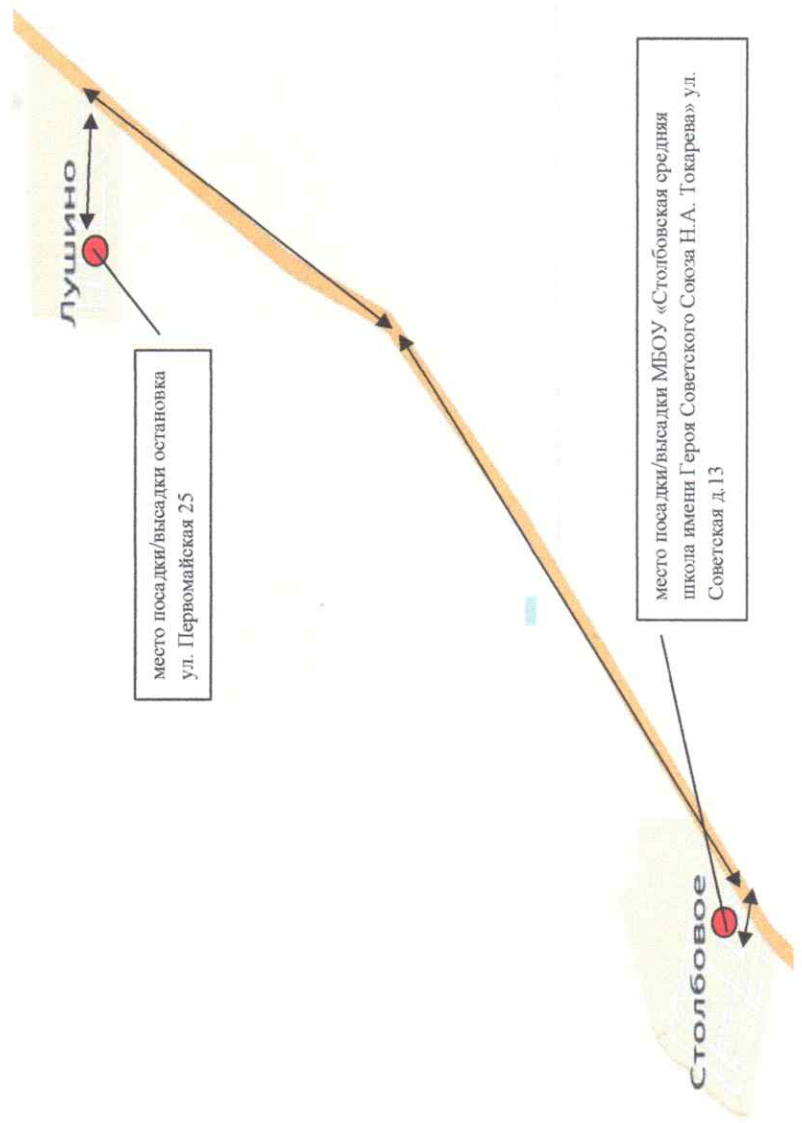 Лушино
место посадки/высадки остановка
ул. Первомайская 25
место посадки/высадки МБОУ «Столбовская средняя
школа имени Героя Советского Союза Н.А. Токарева» ул.
Советская д.13
Столбовое